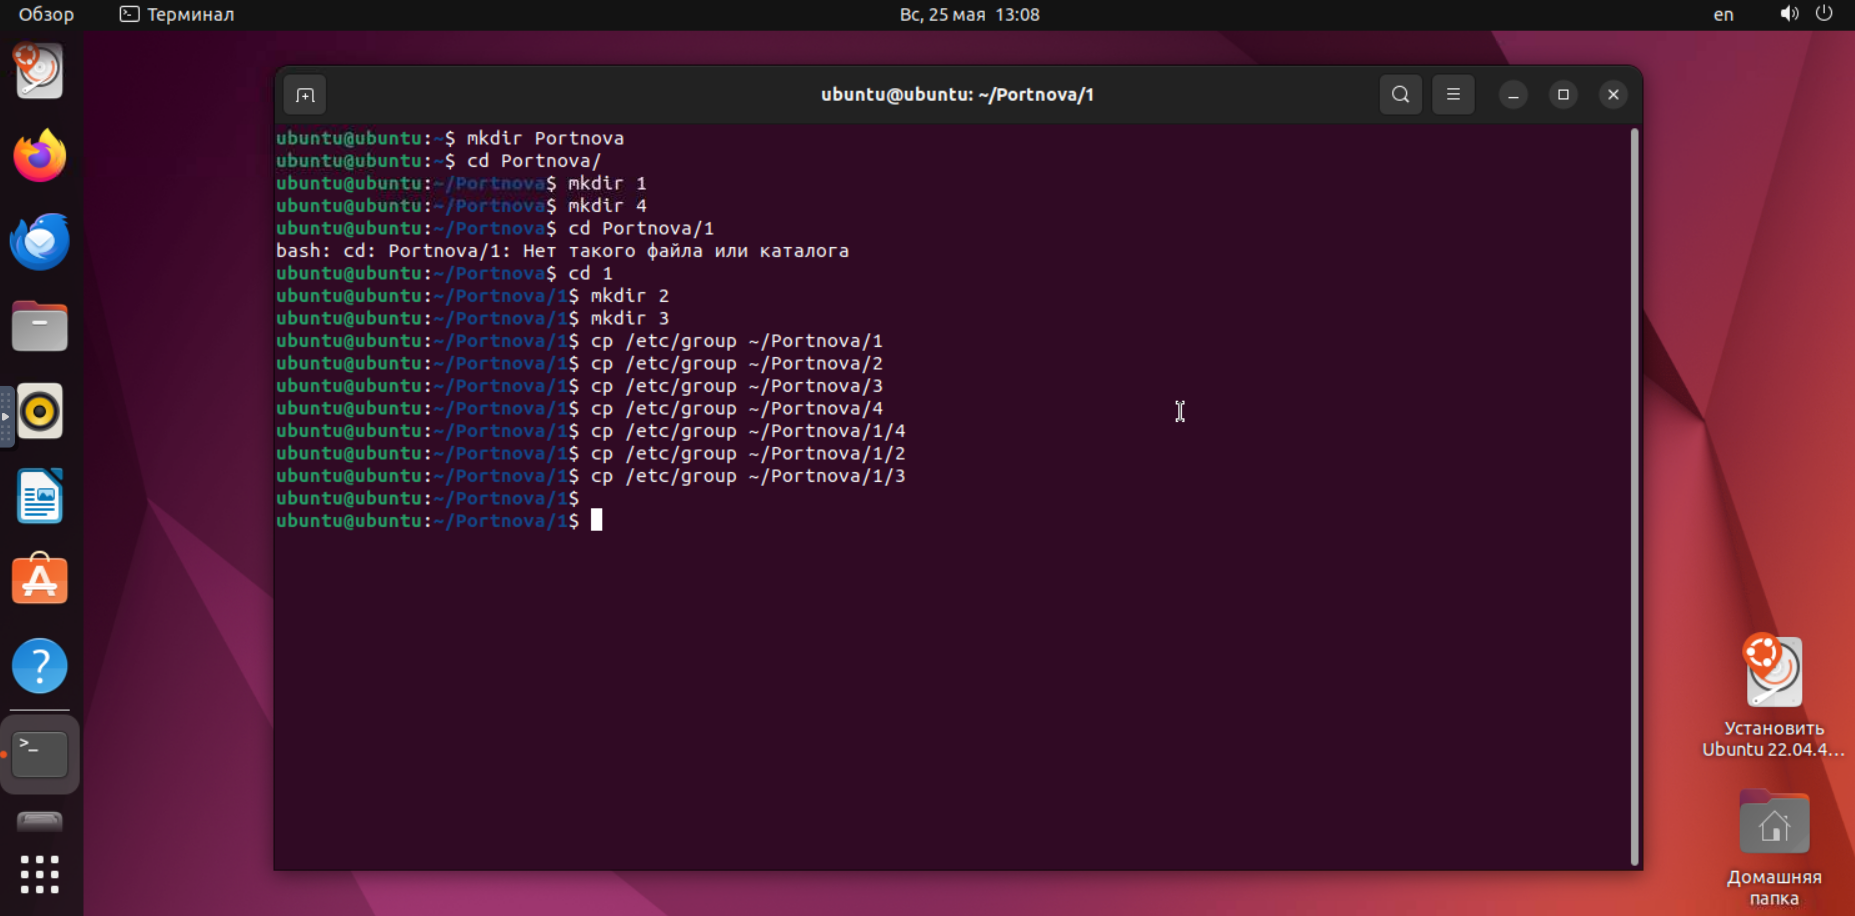 Обзор
Терминал
Вс, 25 мая 13:08
en
ubuntu@ubuntu: ~/Portnova/1
ubuntu@ubuntu:~$ mkdir Portnova
ubuntu@ubuntu:~$ cd Portnova/
ubuntu@ubuntu:~/Portnova$ mkdir 1
ubuntu@ubuntu:~/Portnova$ mkdir 4
ubuntu@ubuntu:~/Portnova$ cd Portnova/1
bash: cd: Portnova/1: Нет такого файла или каталога
ubuntu@ubuntu:~/Portnova$ cd 1
ubuntu@ubuntu:~/Portnova/1$ mkdir 2
ubuntu@ubuntu:~/Portnova/1$ mkdir 3
ubuntu@ubuntu:~/Portnova/1$ cp /etc/group ~/Portnova/1
ubuntu@ubuntu:~/Portnova/1$ cp /etc/group ~/Portnova/2
ubuntu@ubuntu:~/Portnova/1$ cp /etc/group ~/Portnova/3
ubuntu@ubuntu:~/Portnova/1$ cp /etc/group ~/Portnova/4
ubuntu@ubuntu:~/Portnova/1$ cp /etc/group ~/Portnova/1/4
ubuntu@ubuntu:~/Portnova/1$ cp /etc/group ~/Portnova/1/2
ubuntu@ubuntu:~/Portnova/1$ cp /etc/group ~/Portnova/1/3
ubuntu@ubuntu:~/Portnova/1$
ubuntu@ubuntu:~/Portnova/1$
Установить
Ubuntu 22.04.4...
Домашняя
папка